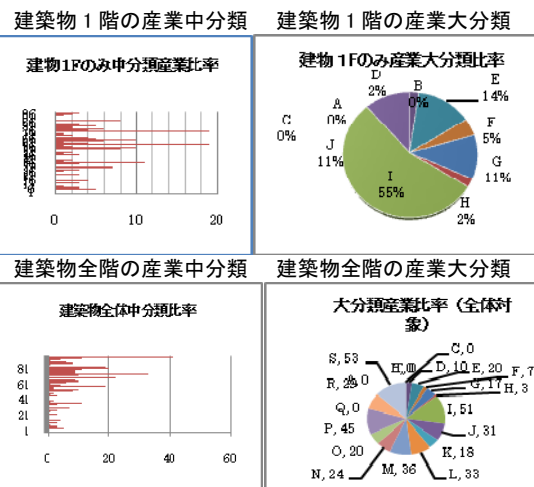 建築物1階の産業中分類
建築物1階の産業大分類
建物1Fのみ中分類産業比率
0
10
20
建物1Fのみ産業大分類比率
D
2%
B
0%
E
14%
A
0%
C
0%
F
5%
J
11%
G
11%
I
55%
H
2%
建築物全階の産業中分類
建築物全階の産業大分類
建築物全体中分類比率
81
61
41
21
1
20
40
60
大分類産業比率（全体対
象）
C, 0
S, 53
D, 10
E, 20
F, 7
G, 17
H, 3
Q, 0
I, 51
P, 45
J, 31
O, 20
K, 18
N, 24
M, 36
L, 33